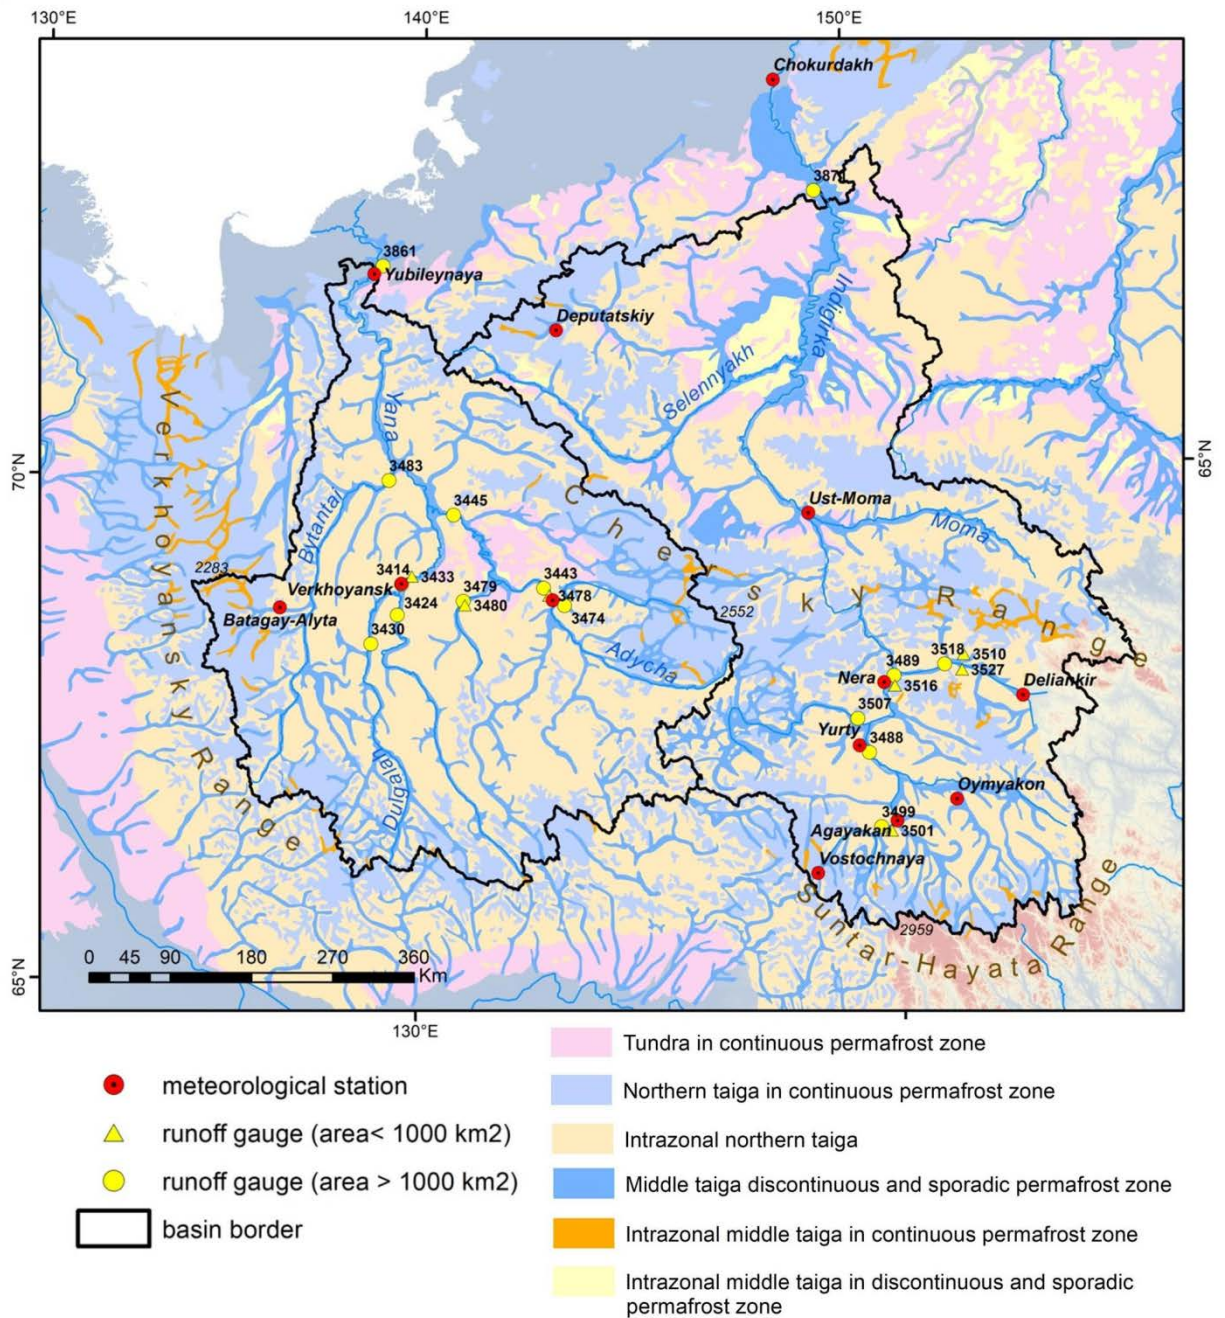 130°E 140°E 150°E
Chokurdakh
387
3861
Yubileynaya
Deputatskiy
Indigirka
Selennyakh
Yana
Verkhoyansky Range
70°N
65°N
3483
Bytantai
3445
Chersky Range
Ust-Moma
Moma
2283
3414
3433
Verkhoyansk
3479
3443
3478
3480
3474
3424
Batagay-Alyta
3430
2552
Adycha
3518
3510
3489
3527
Nera
3516
Deliankir
3507
Yurty
3488
Dulgalah
Oymyakon
3499
Agayakan
3501
Vostochnaya
2959
Suntar-Hayata Range
0 45 90 180 270 360
Km
65°N
130°E
meteorological station
runoff gauge (area< 1000 km2)
runoff gauge (area > 1000 km2)
basin border
Tundra in continuous permafrost zone
Northern taiga in continuous permafrost zone
Intrazonal northern taiga
Middle taiga discontinuous and sporadic permafrost zone
Intrazonal middle taiga in continuous permafrost zone
Intrazonal middle taiga in discontinuous and sporadic
permafrost zone